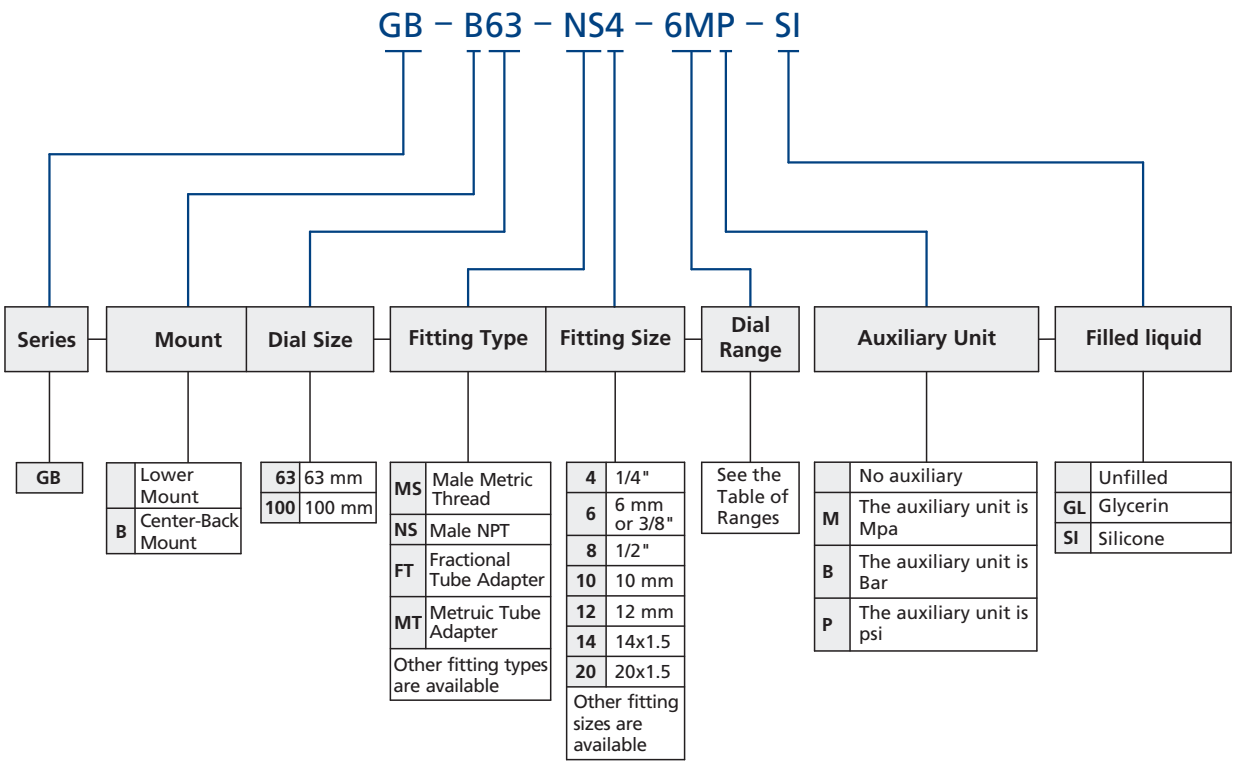 GB – B63 – NS4 – 6MP – SI
Series
Mount
Dial Size
Fitting Type
Fitting Size
Dial
Range
Auxiliary Unit
Filled liquid
GB
Lower
Mount
B Center-Back
Mount
63 63 mm
100 100 mm
MS Male Metric
Thread
NS Male NPT
FT Fractional
Tube Adapter
MT Metruic Tube
Adapter
Other fitting types
are available
4 1/4"
6 6 mm
or 3/8"
8 1/2"
10 10 mm
12 12 mm
14 14x1.5
20 20x1.5
Other fitting
sizes are
available
See the
Table of
Ranges
No auxiliary
M The auxiliary unit is
Mpa
B The auxiliary unit is
Bar
P The auxiliary unit is
psi
Unfilled
GL Glycerin
SI Silicone